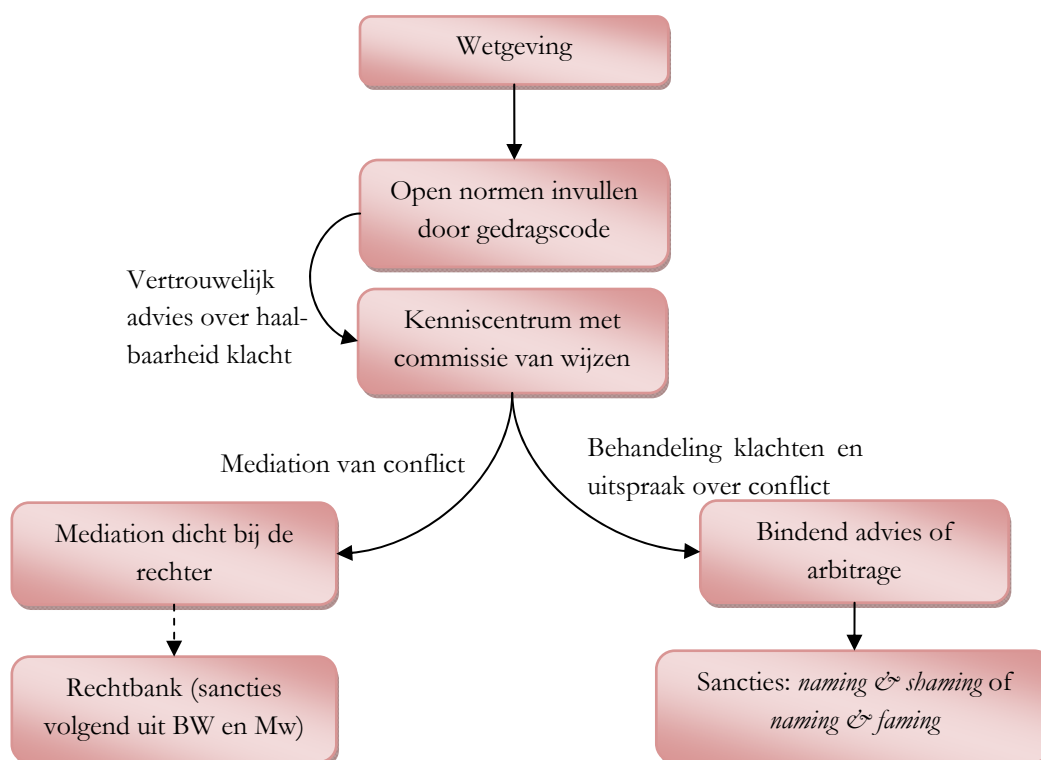 Wetgeving
Open normen invullen
door gedragscode
Vertrouwelijk
advies over haal-
baarheid klacht
Kenniscentrum met
commissie van wijzen
Mediation van conflict
Behandeling klachten en
uitspraak over conflict
Mediation dicht bij de
rechter
Bindend advies of
arbitrage
Rechtbank (sancties
volgend uit BW en Mw)
Sancties: naming & shaming of
naming & faming